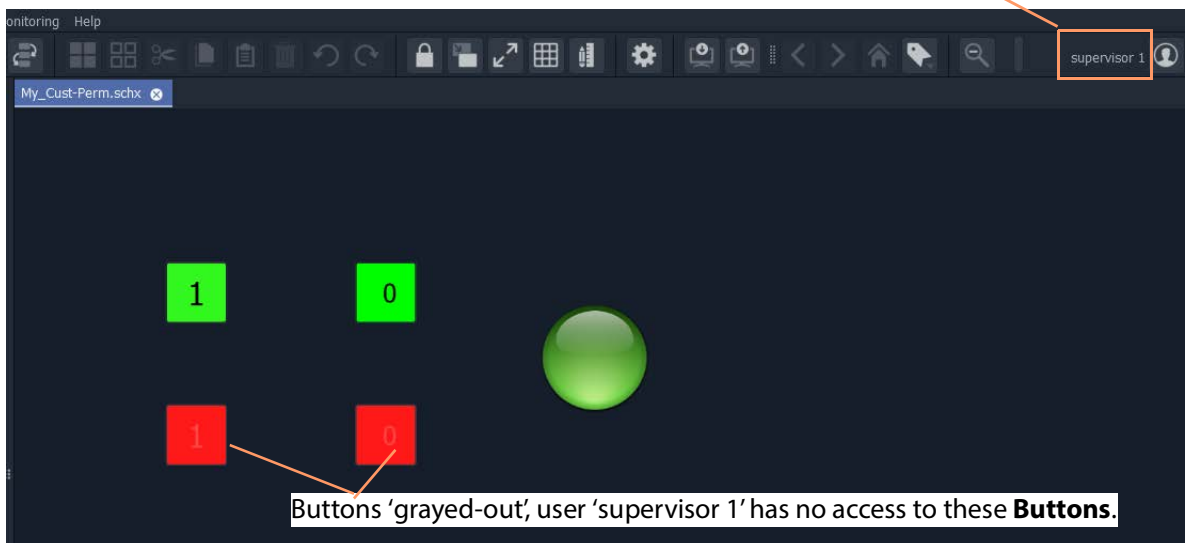 onitoring Help
supervisor 1
My_Cust-Perm.schx
1 0
1 0
Buttons ‘grayed-out’, user ‘supervisor 1’ has no access to these Buttons.